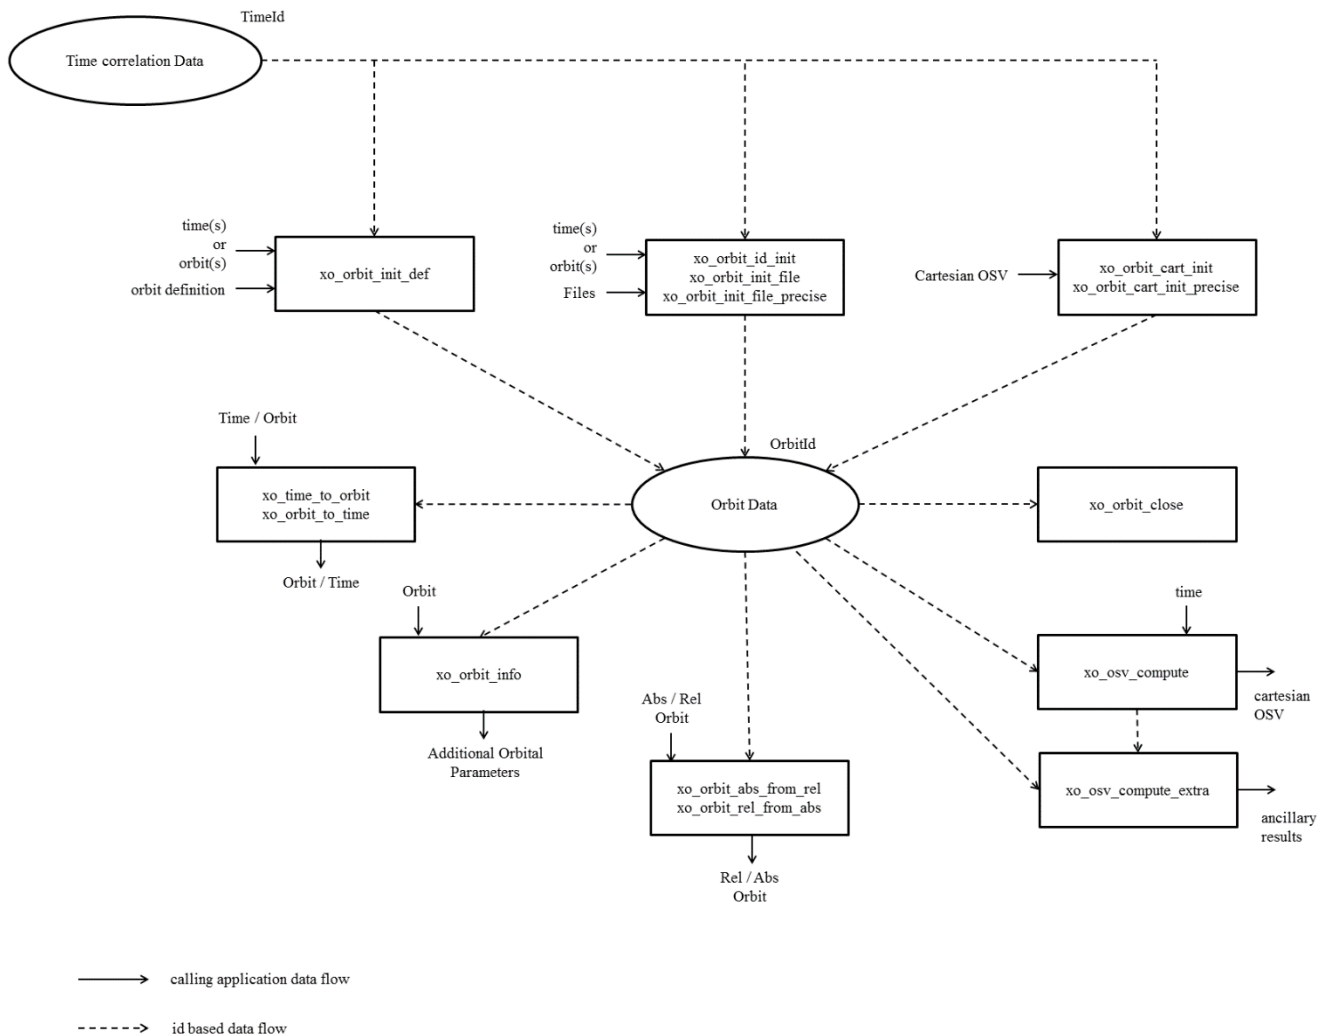 TimeId
Time correlation Data
time(s)
or
orbit(s)
orbit definition
xo_orbit_init_def
time(s)
or
orbit(s)
Files
xo_orbit_id_init
xo_orbit_init_file
xo_orbit_init_file_precise
Cartesian OSV
xo_orbit_cart_init
xo_orbit_cart_init_precise
Time / Orbit
xo_time_to_orbit
xo_orbit_to_time
Orbit / Time
OrbitId
Orbit Data
xo_orbit_close
Orbit
xo_orbit_info
Additional Orbital
Parameters
Abs / Rel
Orbit
xo_orbit_abs_from_rel
xo_orbit_rel_from_abs
Rel / Abs
Orbit
time
xo_osv_compute
cartesian
OSV
xo_osv_compute_extra
ancillary
results
calling application data flow
id based data flow